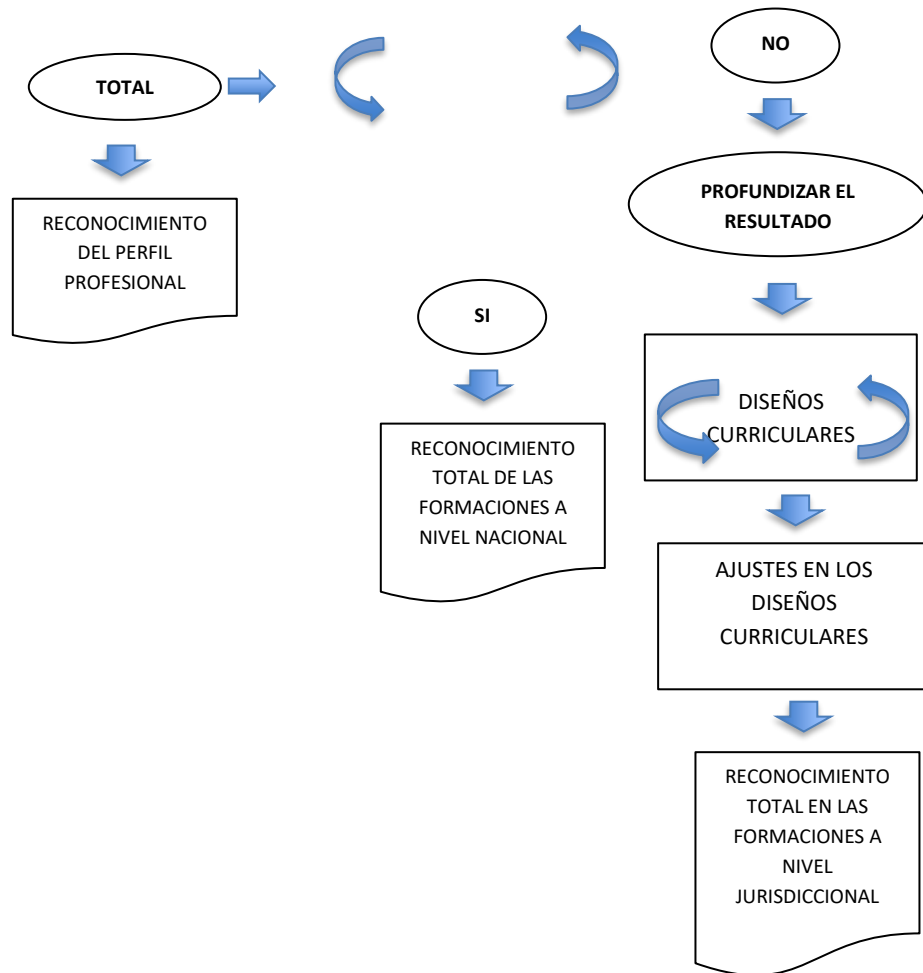 TOTAL
RECONOCIMIENTO
DEL PERFIL
PROFESIONAL
SI
RECONOCIMIENTO
TOTAL DE LAS
FORMACIONES A
NIVEL NACIONAL
NO
PROFUNDIZAR EL
RESULTADO
DISEÑOS
CURRICULARES
AJUSTES EN LOS
DISEÑOS
CURRICULARES
RECONOCIMIENTO
TOTAL EN LAS
FORMACIONES A
NIVEL
JURISDICCIONAL